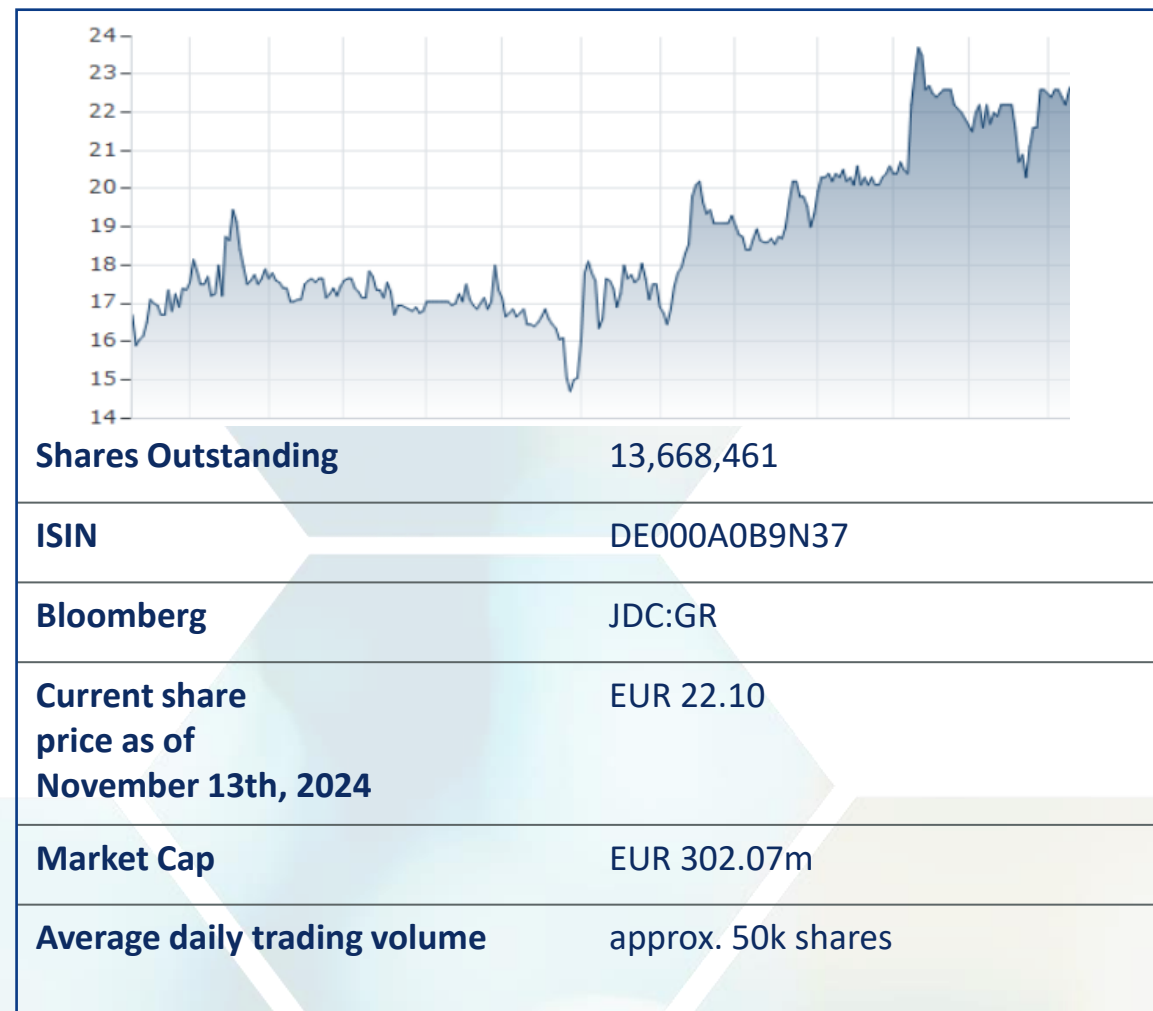 24
23
22
21
20
19
18
17
16
15
14
Shares Outstanding 13,668,461
ISIN DE000A0B9N37
Bloomberg JDC:GR
Current share EUR 22.10
price as of
November 13th, 2024
Market Cap EUR 302.07m
Average daily trading volume approx. 50k shares